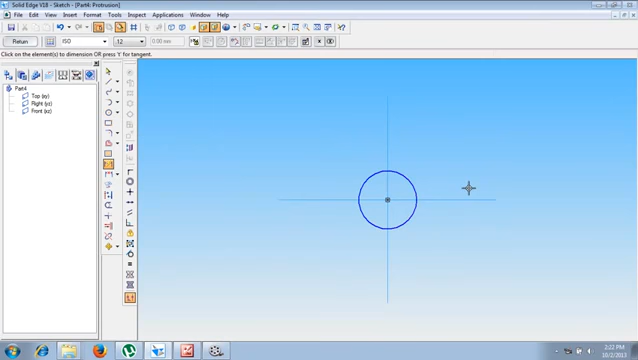 Solid Edge V18 - Sketch - [Part4: Protrusion]
File Edit View Insert Format Tools Inspect Applications Window Help
Return ISO .12 0.00 nes
Click on the element(s) to dimension OR press 'Y' for tangent.
Part4
Top (xy)
Right (yz)
Front (xz)
2:22 PM
10/2/2013